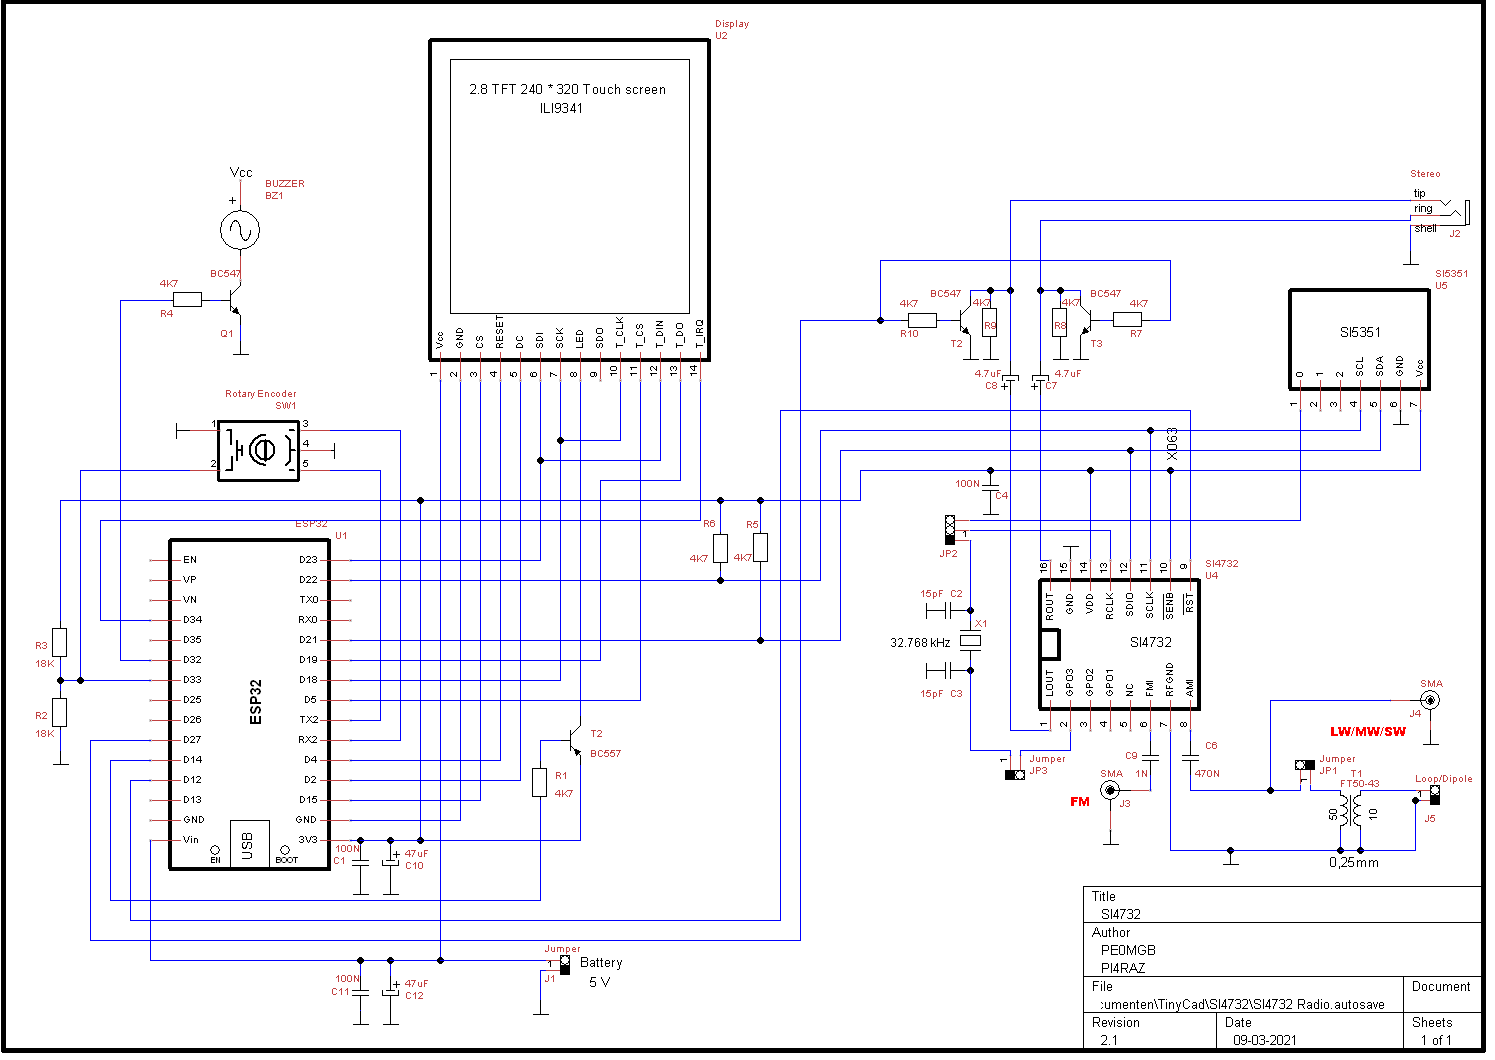 Display
U2
2.8 TFT 240 * 320 Touch screen
ILI9341
Vcc GND CS RESET DC SDI SCK LED SDO T_CLK T_CS T_DIN T_DO T_IRQ
1 2 3 4 5 6 7 8 9 10 11 12 13 14
Vcc
+
BUZZER
BZ1
BC547
4K7
R4
Q1
Rotary Encoder
SW1
1 3
4
2 5
Stereo
tip
ring
shell
J2
SI5351
U5
SI5351
0 1 2 SCL SDA GND Vcc
1 2 3 4 5 6 7
BC547 BC547
4K7 4K7 4K7 4K7
R10 R9 R8 R7
T2 T3
4.7uF 4.7uF
C8 + + C7
X063
100N
C4
1
JP2
15pF C2
X1
32.768 kHz
15pF C3
SI4732
U4
16 15 14 13 12 11 10 9
ROUT GND VDD RCLK SDIO SCLK SENB RST
SI4732
LOUT GPO3 GPO2 GPO1 NC FMI RFGND AMI
1 2 3 4 5 6 7 8
1
Jumper
JP3
C9
1N
C6
470N
SMA
J3
FM
SMA
J4
LW/MW/SW
Jumper
JP1
1
T1
FT50-43
50 10
0,25mm
Loop/Dipole
1
J5
R6 R5
4K7 4K7
ESP32
U1
EN D23
VP D22
VN TX0
D34 RX0
D35 D21
D32 D19
D33 D18
D25 D5
D26 TX2
D27 RX2
D14 D4
D12 D2
D13 D15
GND GND
Vin 3V3
ESP32
USB
EN BOOT
R3
18K
R2
18K
T2
BC557
R1
4K7
100N
C1
+ 47uF
C10
100N
C11
+ 47uF
C12
Jumper
1
J1
Battery
5 V
Title
SI4732
Author
PE0MGB
PI4RAZ
File Document
:umenten\TinyCad\SI4732\SI4732 Radio.autosave
Revision Date Sheets
2.1 09-03-2021 1 of 1